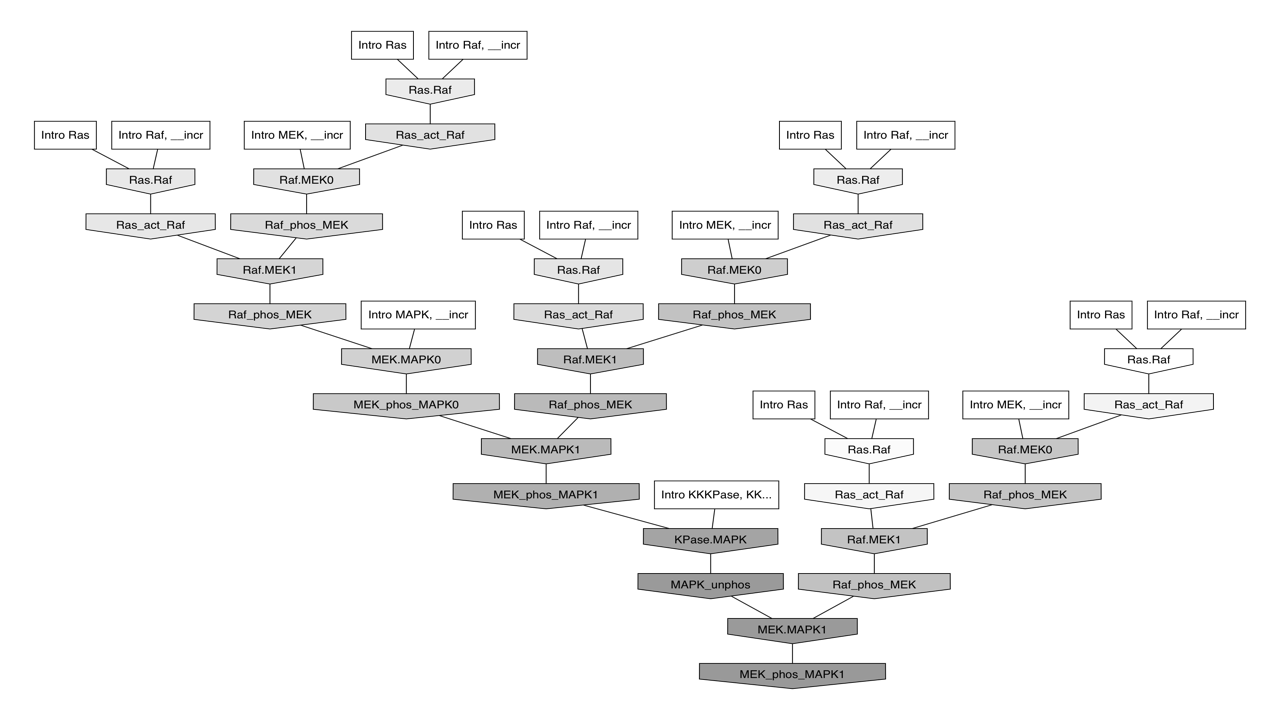 Intro Ras
Intro Raf, __incr
Ras.Raf
Intro Ras
Intro Raf, __incr
Intro MEK, __incr
Ras_act_Raf
Intro Ras
Intro Raf, __incr
Ras.Raf
Raf.MEK0
Ras.Raf
Ras_act_Raf
Raf_phos_MEK
Intro Ras
Intro Raf, __incr
Intro MEK, __incr
Ras_act_Raf
Raf.MEK1
Ras.Raf
Raf.MEK0
Raf_phos_MEK
Intro MAPK, __incr
Ras_act_Raf
Raf_phos_MEK
Intro Ras
Intro Raf, __incr
MEK.MAPK0
Raf.MEK1
Ras.Raf
MEK_phos_MAPK0
Raf_phos_MEK
Intro Ras
Intro Raf, __incr
Intro MEK, __incr
Ras_act_Raf
MEK.MAPK1
Ras.Raf
Raf.MEK0
MEK_phos_MAPK1
Intro KKKPase, KK...
Ras_act_Raf
Raf_phos_MEK
KPase.MAPK
Raf.MEK1
MAPK_unphos
Raf_phos_MEK
MEK.MAPK1
MEK_phos_MAPK1